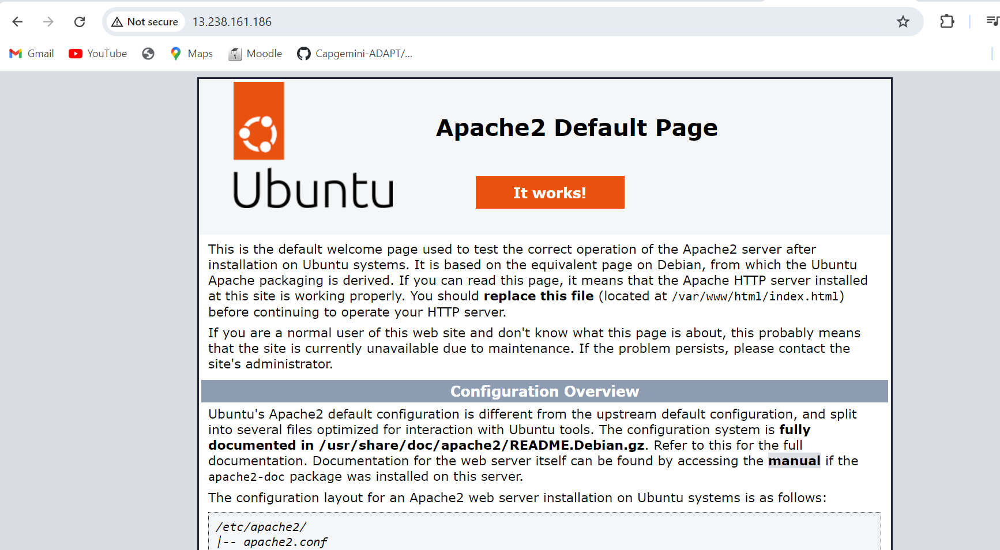 Not secure
13.238.161.186
Gmail
YouTube
Maps
Moodle
Capgemini-ADAPT/...
Ubuntu
Apache2 Default Page
It works!
This is the default welcome page used to test the correct operation of the Apache2 server after
installation on Ubuntu systems. It is based on the equivalent page on Debian, from which the Ubuntu
Apache packaging is derived. If you can read this page, it means that the Apache HTTP server installed
at this site is working properly. You should replace this file (located at /var/www/html/index.html)
before continuing to operate your HTTP server.
If you are a normal user of this web site and don't know what this page is about, this probably means
that the site is currently unavailable due to maintenance. If the problem persists, please contact the
site's administrator.
Configuration Overview
Ubuntu's Apache2 default configuration is different from the upstream default configuration, and split
into several files optimized for interaction with Ubuntu tools. The configuration system is fully
documented in /usr/share/doc/apache2/README.Debian.gz. Refer to this for the full
documentation. Documentation for the web server itself can be found by accessing the manual if the
apache2-doc package was installed on this server.
The configuration layout for an Apache2 web server installation on Ubuntu systems is as follows:
/etc/apache2/
|-- apache2.conf